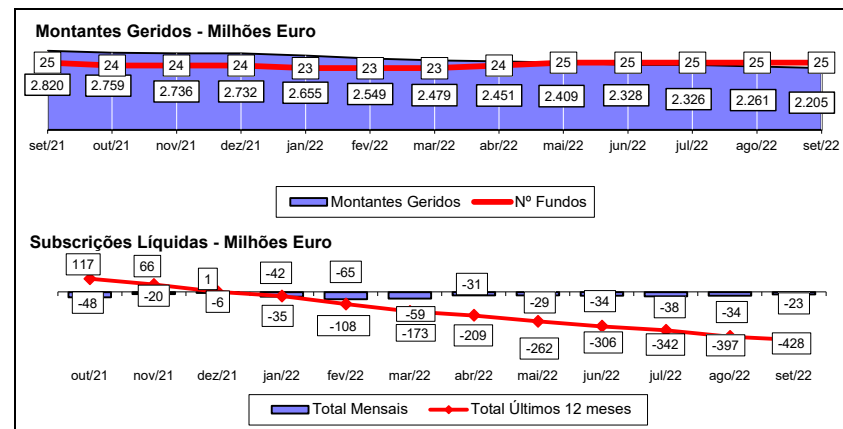 Montantes Geridos - Milhões Euro
25 24 24 24 23 23 23 24 25 25 25 25 25
2.820 2.759 2.736 2.732 2.655 2.549 2.479 2.451 2.409 2.328 2.326 2.261 2.205
set/21 out/21 nov/21 dez/21 jan/22 fev/22 mar/22 abr/22 mai/22 jun/22 jul/22 ago/22 set/22
Montantes Geridos Nº Fundos
Subscrições Líquidas - Milhões Euro
117 66 1 -42 -65 -31
-48 -20 -6 -35 -108 -59 -209 -29 -34 -38 -34 -23
-173 -262 -306 -342 -397 -428
out/21 nov/21 dez/21 jan/22 fev/22 mar/22 abr/22 mai/22 jun/22 jul/22 ago/22 set/22
Total Mensais Total Últimos 12 meses